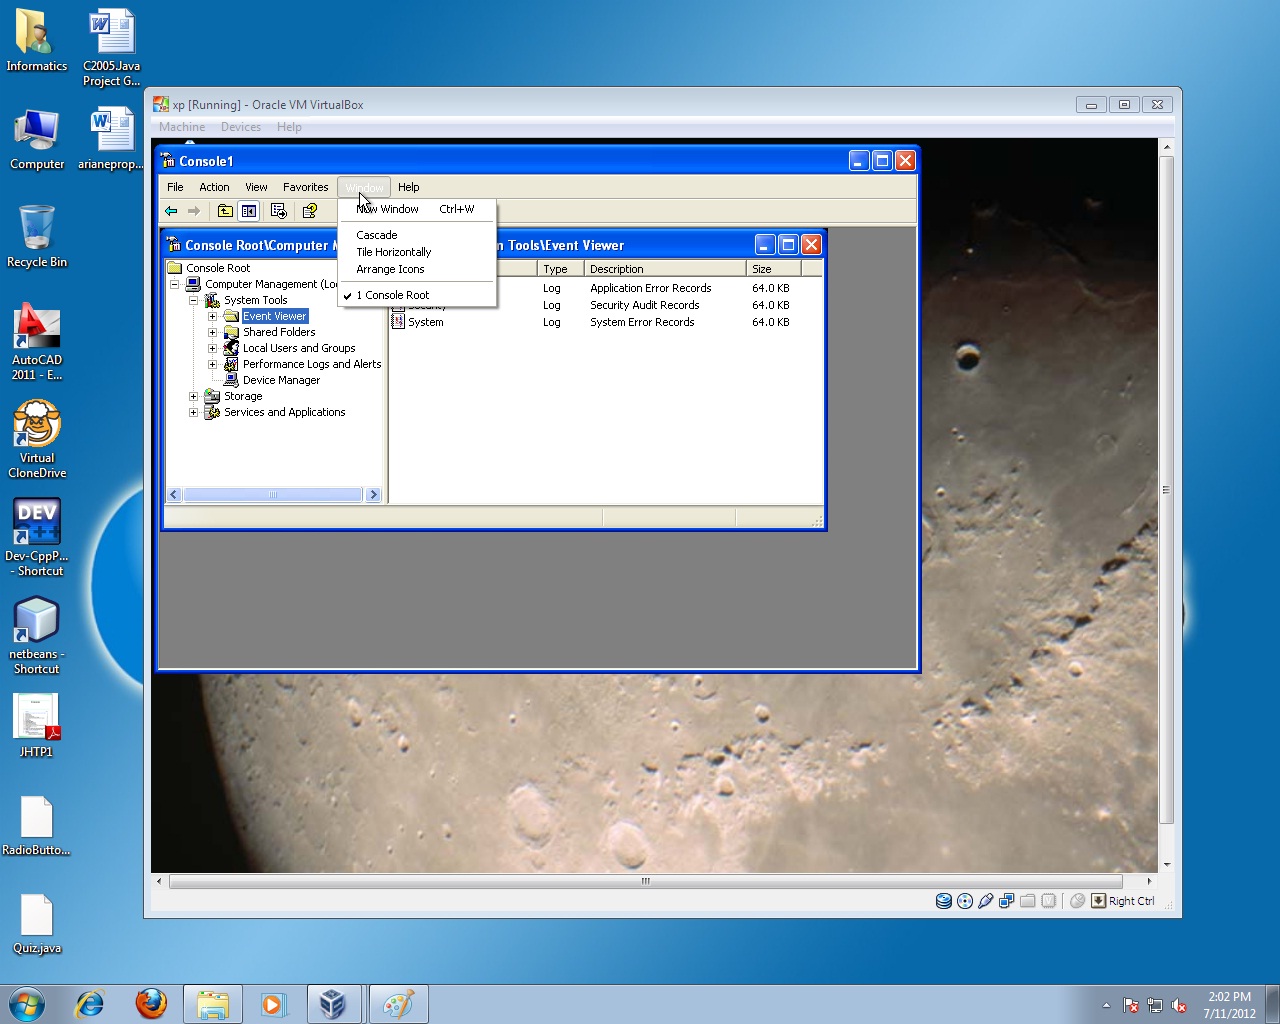 Informatics
C2005.Java
Project G...
Computer
arianeprop...
Recycle Bin
AutoCAD
2011 - E...
Virtual
CloneDrive
DEV
C++
Dev-CppP...
- Shortcut
netbeans -
Shortcut
JHTP1
RadioButto...
Quiz.java
xp [Running] - Oracle VM VirtualBox
Machine Devices Help
Console1
File Action View Favorites Window Help
New Window Ctrl+W
Cascade
Tile Horizontally
Arrange Icons
1 Console Root
Console Root\Computer M
n Tools\Event Viewer
Console Root
Computer Management (Lo
System Tools
Event Viewer
Shared Folders
Local Users and Groups
Performance Logs and Alerts
Device Manager
Storage
Services and Applications
Type Description Size
Log Application Error Records 64.0 KB
Security Log Security Audit Records 64.0 KB
System Log System Error Records 64.0 KB
Right Ctrl
2:02 PM
7/11/2012